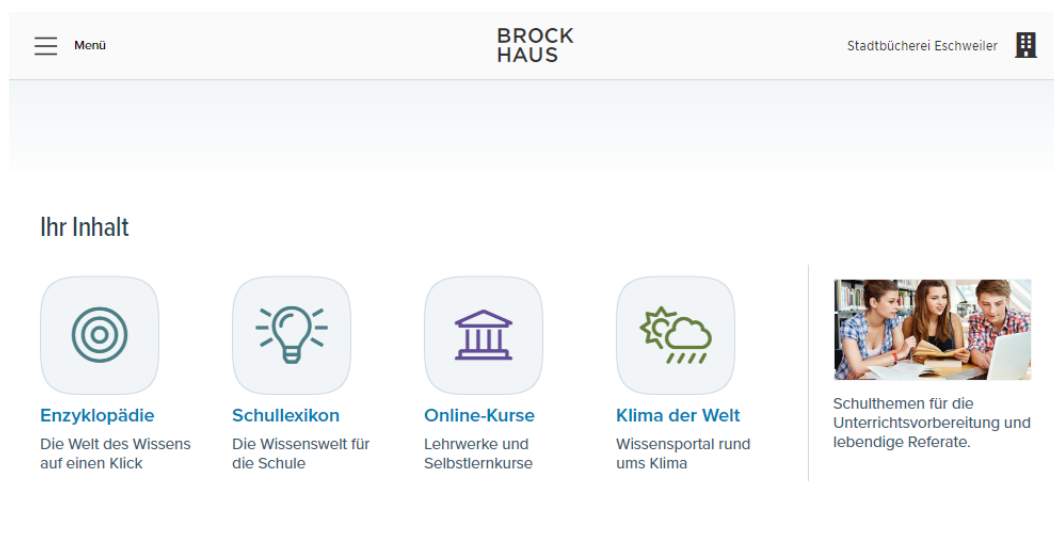 Menü
BROCK
HAUS
Stadtbücherei Eschweiler
Ihr Inhalt
Enzyklopädie
Die Welt des Wissens
auf einen Klick
Schullexikon
Die Wissenswelt für
die Schule
Online-Kurse
Lehrwerke und
Selbstlernkurse
Klima der Welt
Wissensportal rund
ums Klima
Schulthemen für die
Unterrichtsvorbereitung und
lebendige Referate.